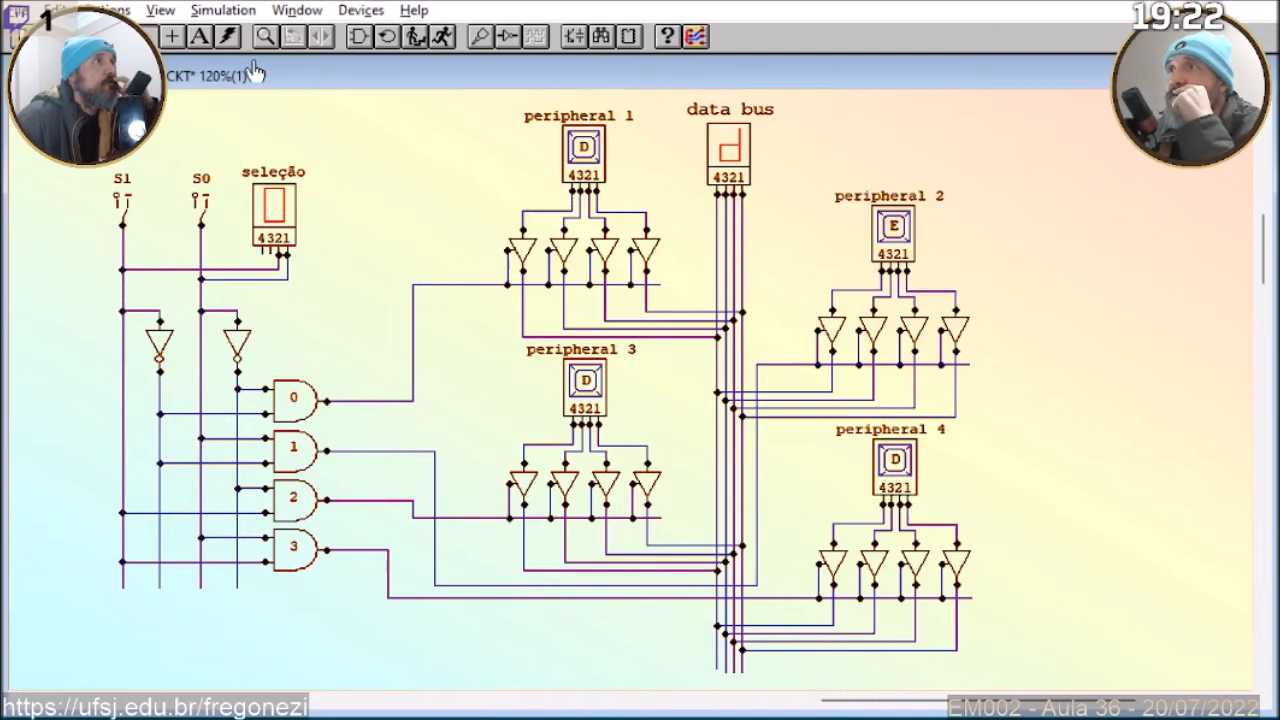 View Simulation Window Devices Help
1
19:22
A
?
CKT* 120%(1)
peripheral 1
D
4321
data bus
d
4321
S1
S0
seleção
0
4321
peripheral 2
E
4321
peripheral 3
D
4321
0
1
2
3
peripheral 4
D
4321
https://ufsj.edu.br/fregonezi
EM002 - Aula 36 - 20/07/2022